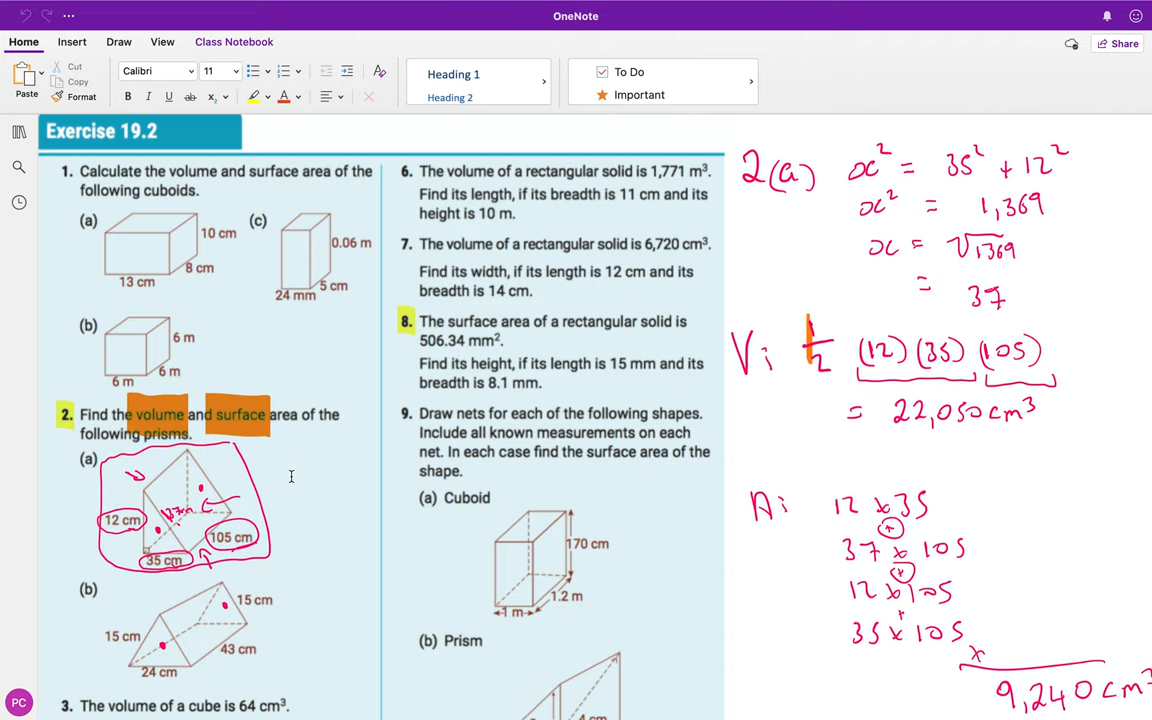 OneNote
Home Insert Draw View Class Notebook
Share
Paste
Cut
Copy
Format
Calibri 11
B I U ab x₂ A
Heading 1
Heading 2
To Do
Important
Exercise 19.2
1. Calculate the volume and surface area of the
following cuboids.
(a) 10 cm 8 cm 13 cm
(c) 0.06 m 5 cm 24 mm
(b) 6 m 6 m 6 m
2. Find the volume and surface area of the
following prisms.
(a)
12 cm 37cm 105 cm
35 cm
(b)
15 cm
15 cm
43 cm
24 cm
3. The volume of a cube is 64 cm³.
6. The volume of a rectangular solid is 1,771 m³.
Find its length, if its breadth is 11 cm and its
height is 10 m.
7. The volume of a rectangular solid is 6,720 cm³.
Find its width, if its length is 12 cm and its
breadth is 14 cm.
8. The surface area of a rectangular solid is
506.34 mm².
Find its height, if its length is 15 mm and its
breadth is 8.1 mm.
9. Draw nets for each of the following shapes.
Include all known measurements on each
net. In each case find the surface area of the
shape.
(a) Cuboid
170 cm
1.2 m
1 m
(b) Prism
4 cm
2(a) x² = 35² + 12²
x² = 1,369
x = √1369
= 37
V: 1/2 (12)(35)(105)
= 22,050 cm³
A: 12 x 35
+
37 x 105
+
12 x 105
+
35 x 105
9,240 cm²
PC